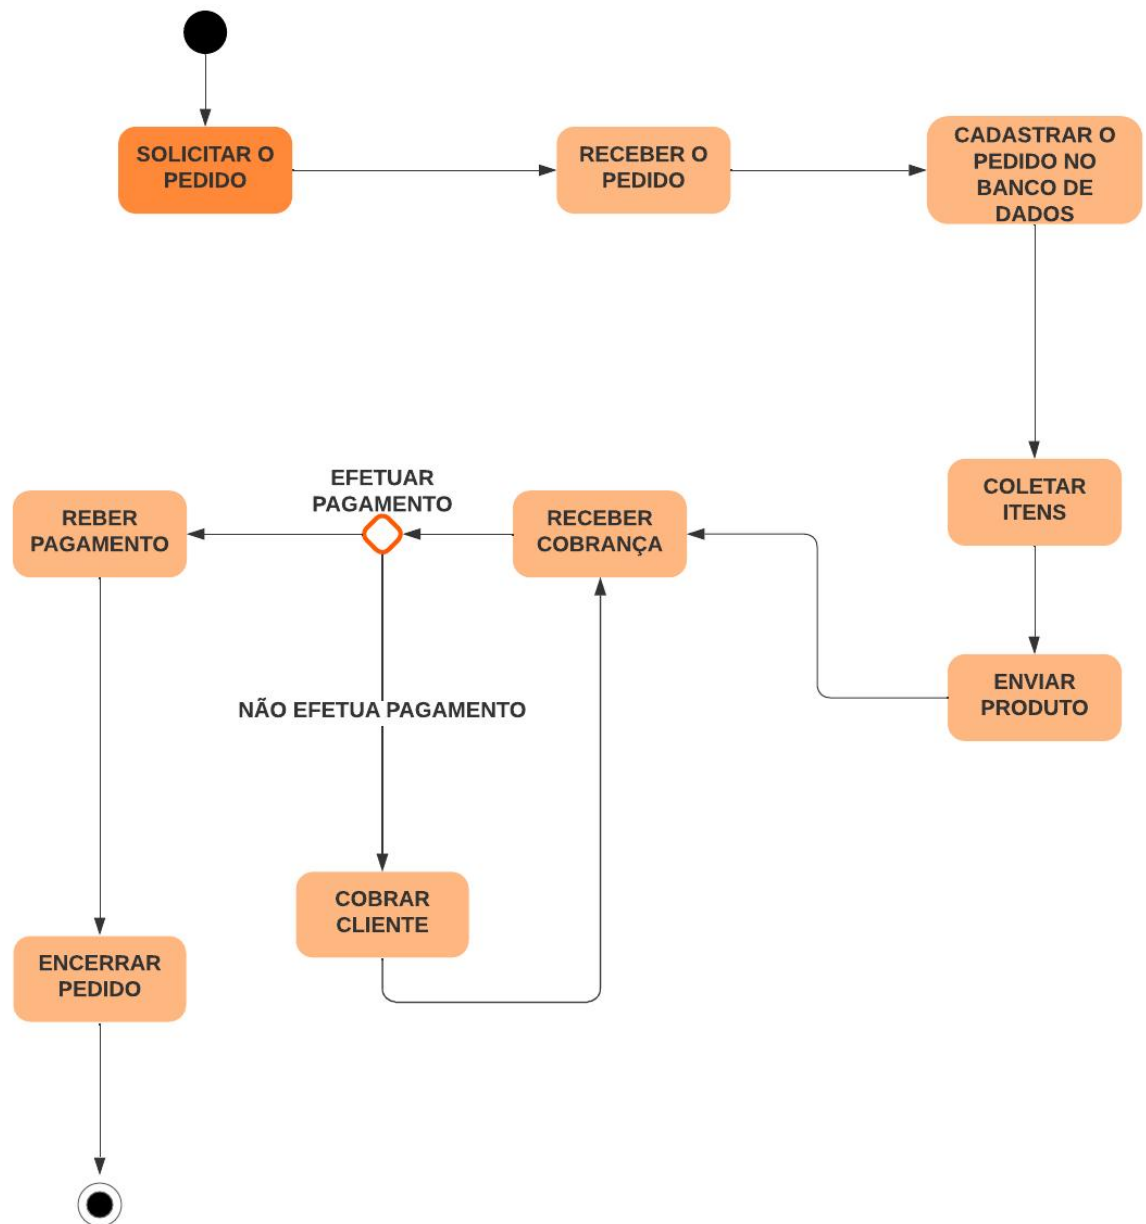 SOLICITAR O
PEDIDO
RECEBER O
PEDIDO
CADASTRAR O
PEDIDO NO
BANCO DE
DADOS
COLETAR
ITENS
ENVIAR
PRODUTO
RECEBER
COBRANÇA
EFETUAR
PAGAMENTO
REBER
PAGAMENTO
NÃO EFETUA PAGAMENTO
COBRAR
CLIENTE
ENCERRAR
PEDIDO